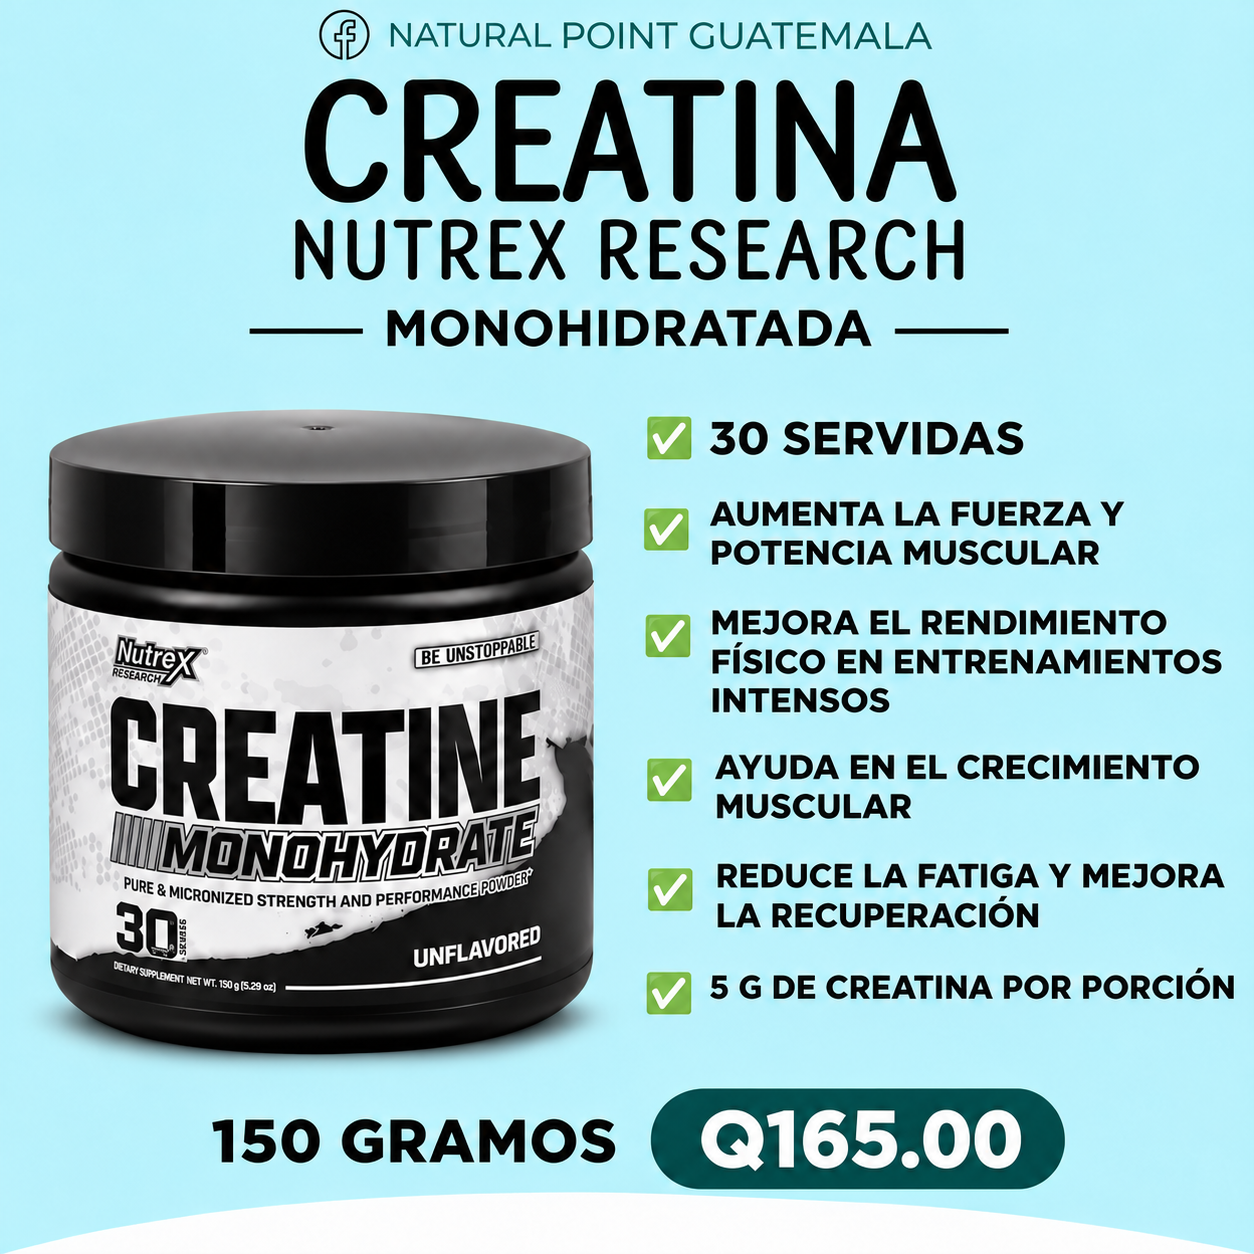 NATURAL POINT GUATEMALA
CREATINA
NUTREX RESEARCH
MONOHIDRATADA
30 SERVIDAS
AUMENTA LA FUERZA Y
POTENCIA MUSCULAR
MEJORA EL RENDIMIENTO
FÍSICO EN ENTRENAMIENTOS
INTENSOS
AYUDA EN EL CRECIMIENTO
MUSCULAR
REDUCE LA FATIGA Y MEJORA
LA RECUPERACIÓN
5 G DE CREATINA POR PORCIÓN
Nutrex
RESEARCH
BE UNSTOPPABLE
CREATINE
MONOHYDRATE
PURE & MICRONIZED STRENGTH AND PERFORMANCE POWDER*
30
UNFLAVORED
DIETARY SUPPLEMENT NET WT. 150 g (5.29 oz)
150 GRAMOS
Q165.00